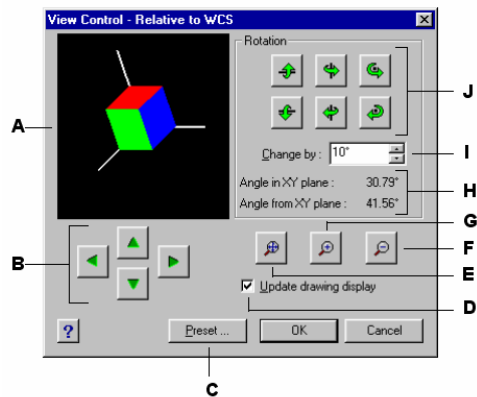 View Control - Relative to WCS
Rotation
A
J
Change by : 10°
I
Angle in XY plane : 30.79°
H
Angle from XY plane : 41.56°
G
B
F
E
Update drawing display
D
? Preset ... OK Cancel
C